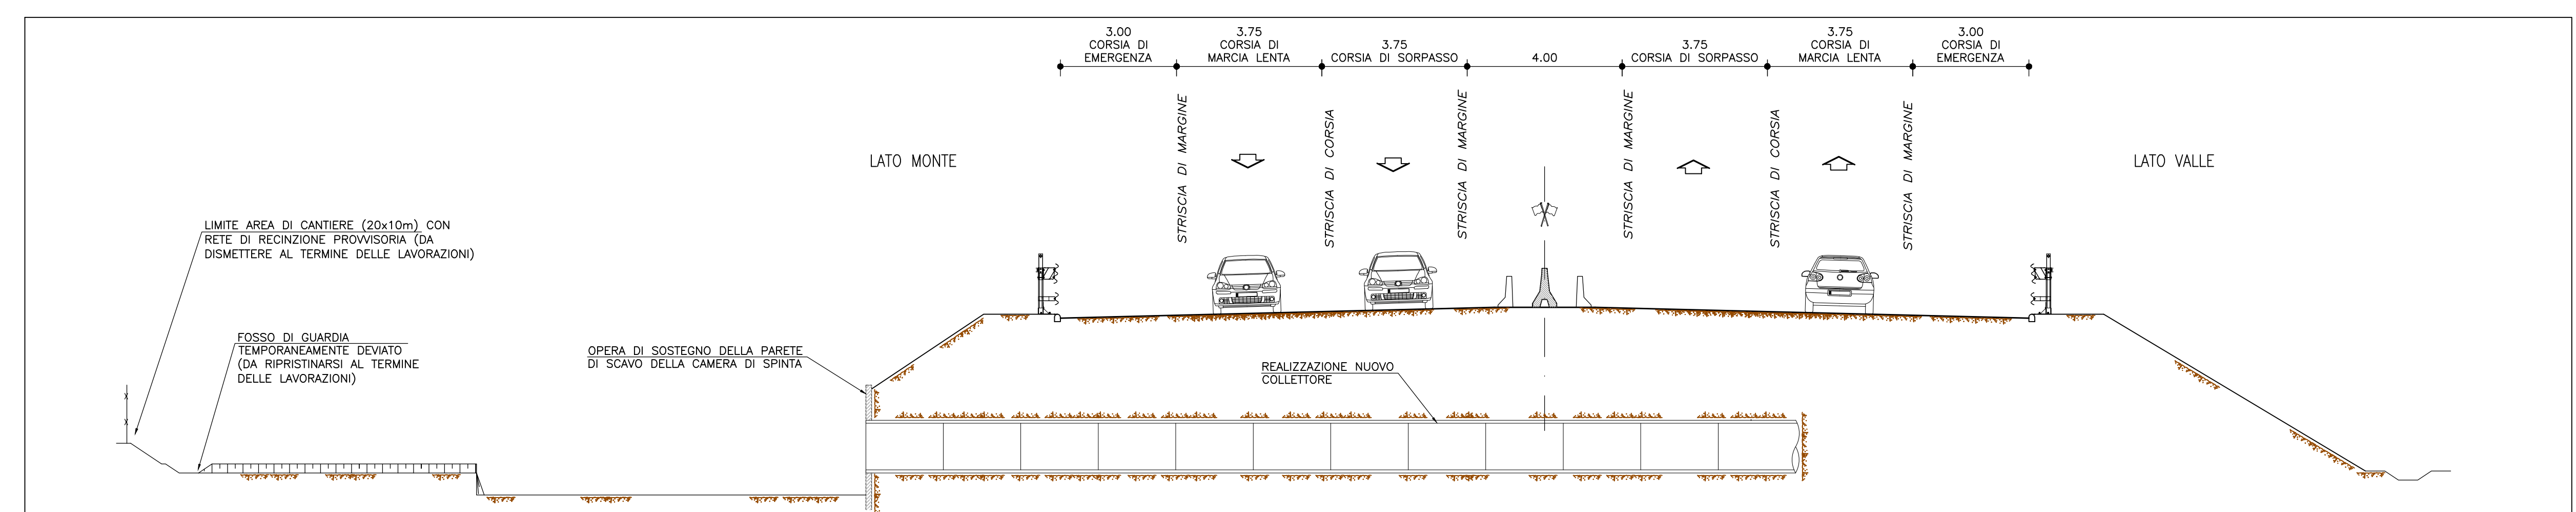 3.00
CORSIA DI
EMERGENZA
3.75
CORSIA DI
MARCIA LENTA
3.75
CORSIA DI SORPASSO
4.00
3.75
CORSIA DI SORPASSO
3.75
CORSIA DI
MARCIA LENTA
3.00
CORSIA DI
EMERGENZA
STRISCIA DI MARGINE
STRISCIA DI CORSIA
STRISCIA DI MARGINE
STRISCIA DI MARGINE
STRISCIA DI CORSIA
STRISCIA DI MARGINE
LATO MONTE
LATO VALLE
LIMITE AREA DI CANTIERE (20x10m) CON
RETE DI RECINZIONE PROVVISORIA (DA
DISMETTERE AL TERMINE DELLE LAVORAZIONI)
FOSSO DI GUARDIA
TEMPORANEAMENTE DEVIATO
(DA RIPRISTINARSI AL TERMINE
DELLE LAVORAZIONI)
OPERA DI SOSTEGNO DELLA PARETE
DI SCAVO DELLA CAMERA DI SPINTA
REALIZZAZIONE NUOVO
COLLETTORE